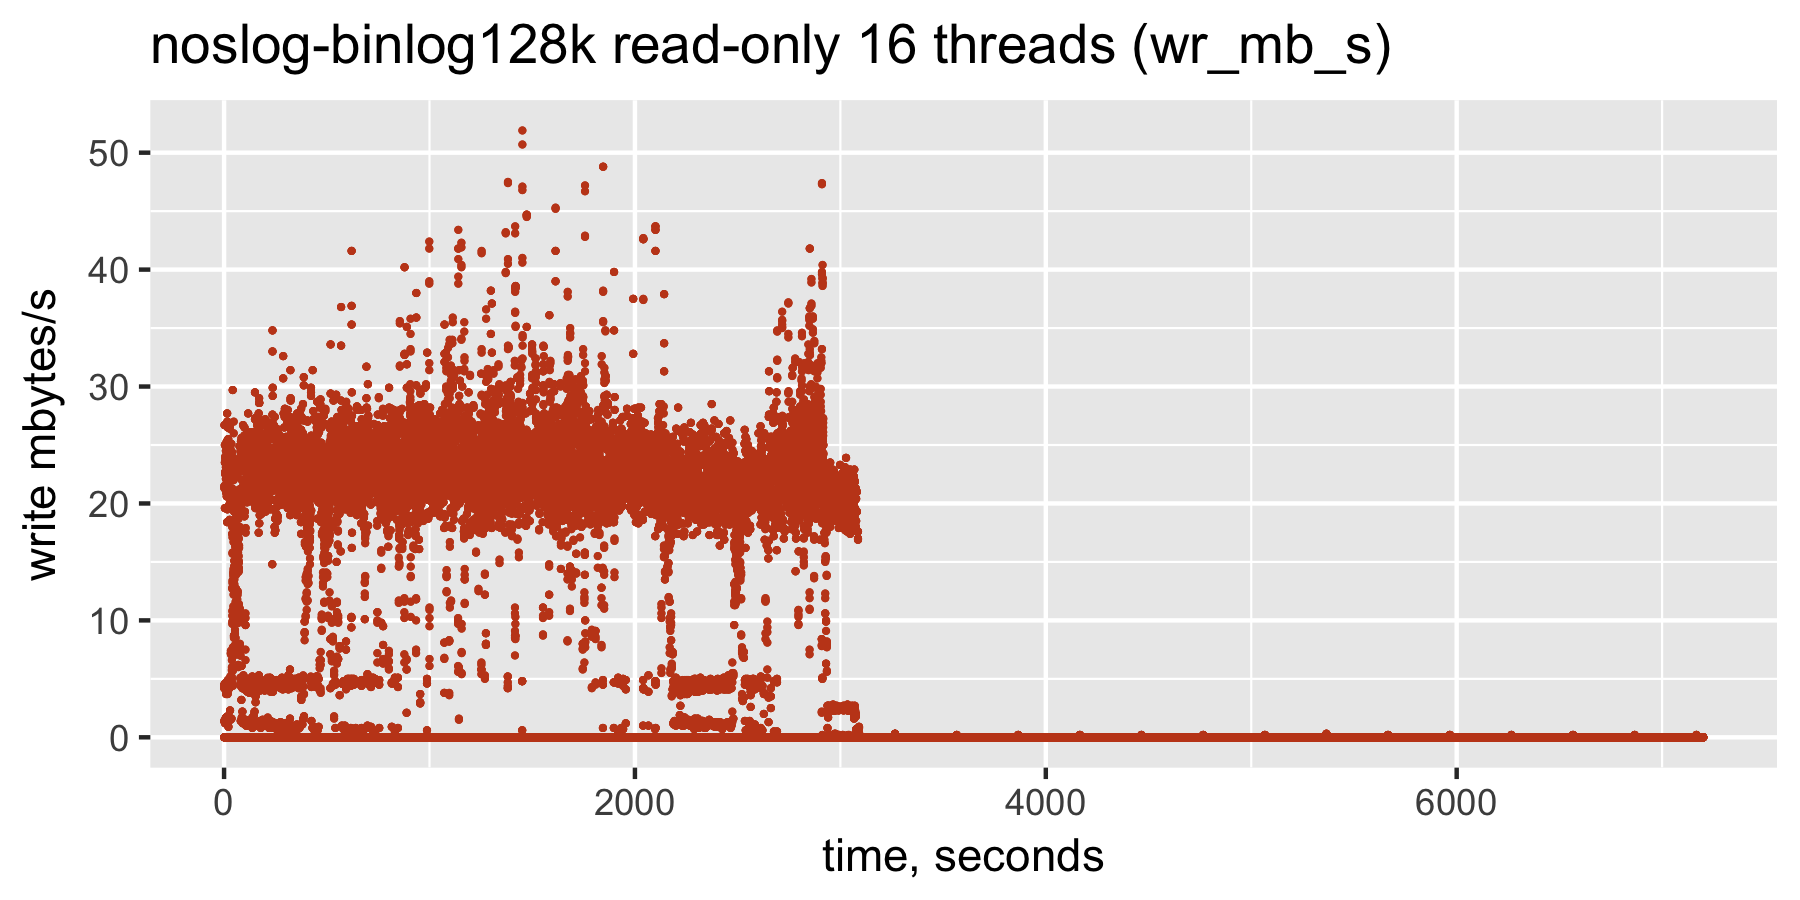 noslog-binlog128k read-only 16 threads (wr_mb_s)
write mbytes/s
50
40
30
20
10
0
0 2000 4000 6000
time, seconds